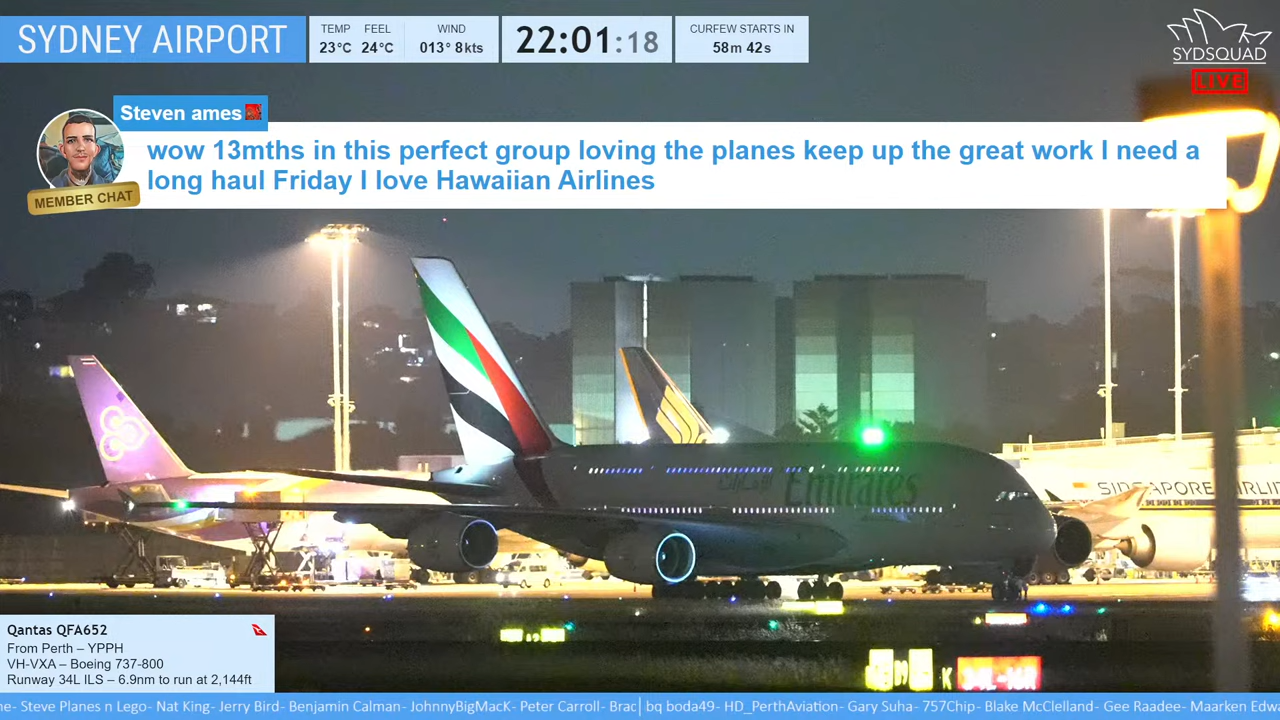 SYDNEY AIRPORT
TEMP FEEL WIND
23°C 24°C 013° 8kts
22:01:18
CURFEW STARTS IN
58m 42s
SYDSQUAD
LIVE
Steven ames
wow 13mths in this perfect group loving the planes keep up the great work I need a
long haul Friday I love Hawaiian Airlines
MEMBER CHAT
Emirates
K
34L-16R
Qantas QFA652
From Perth – YPPH
VH-VXA – Boeing 737-800
Runway 34L ILS – 6.9nm to run at 2,144ft
ne- Steve Planes n Lego- Nat King- Jerry Bird- Benjamin Calman- JohnnyBigMacK- Peter Carroll- Brac| bq boda49- HD_PerthAviation- Gary Suha- 757Chip- Blake McClelland- Gee Raadee- Maarken Edwa